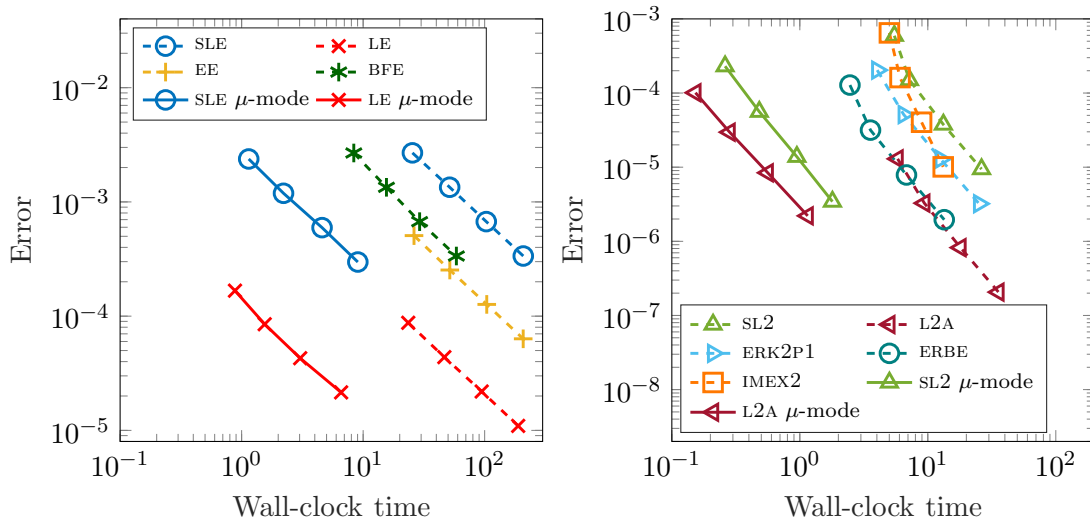 SLE LE
EE BFE
SLE μ-mode LE μ-mode
10^−2
10^−3
10^−4
10^−5
Error
10^−1 10^0 10^1 10^2
Wall-clock time
10^−3
10^−4
10^−5
10^−6
10^−7
10^−8
Error
SL2 L2A
ERK2P1 ERBE
IMEX2 SL2 μ-mode
L2A μ-mode
10^−1 10^0 10^1 10^2
Wall-clock time